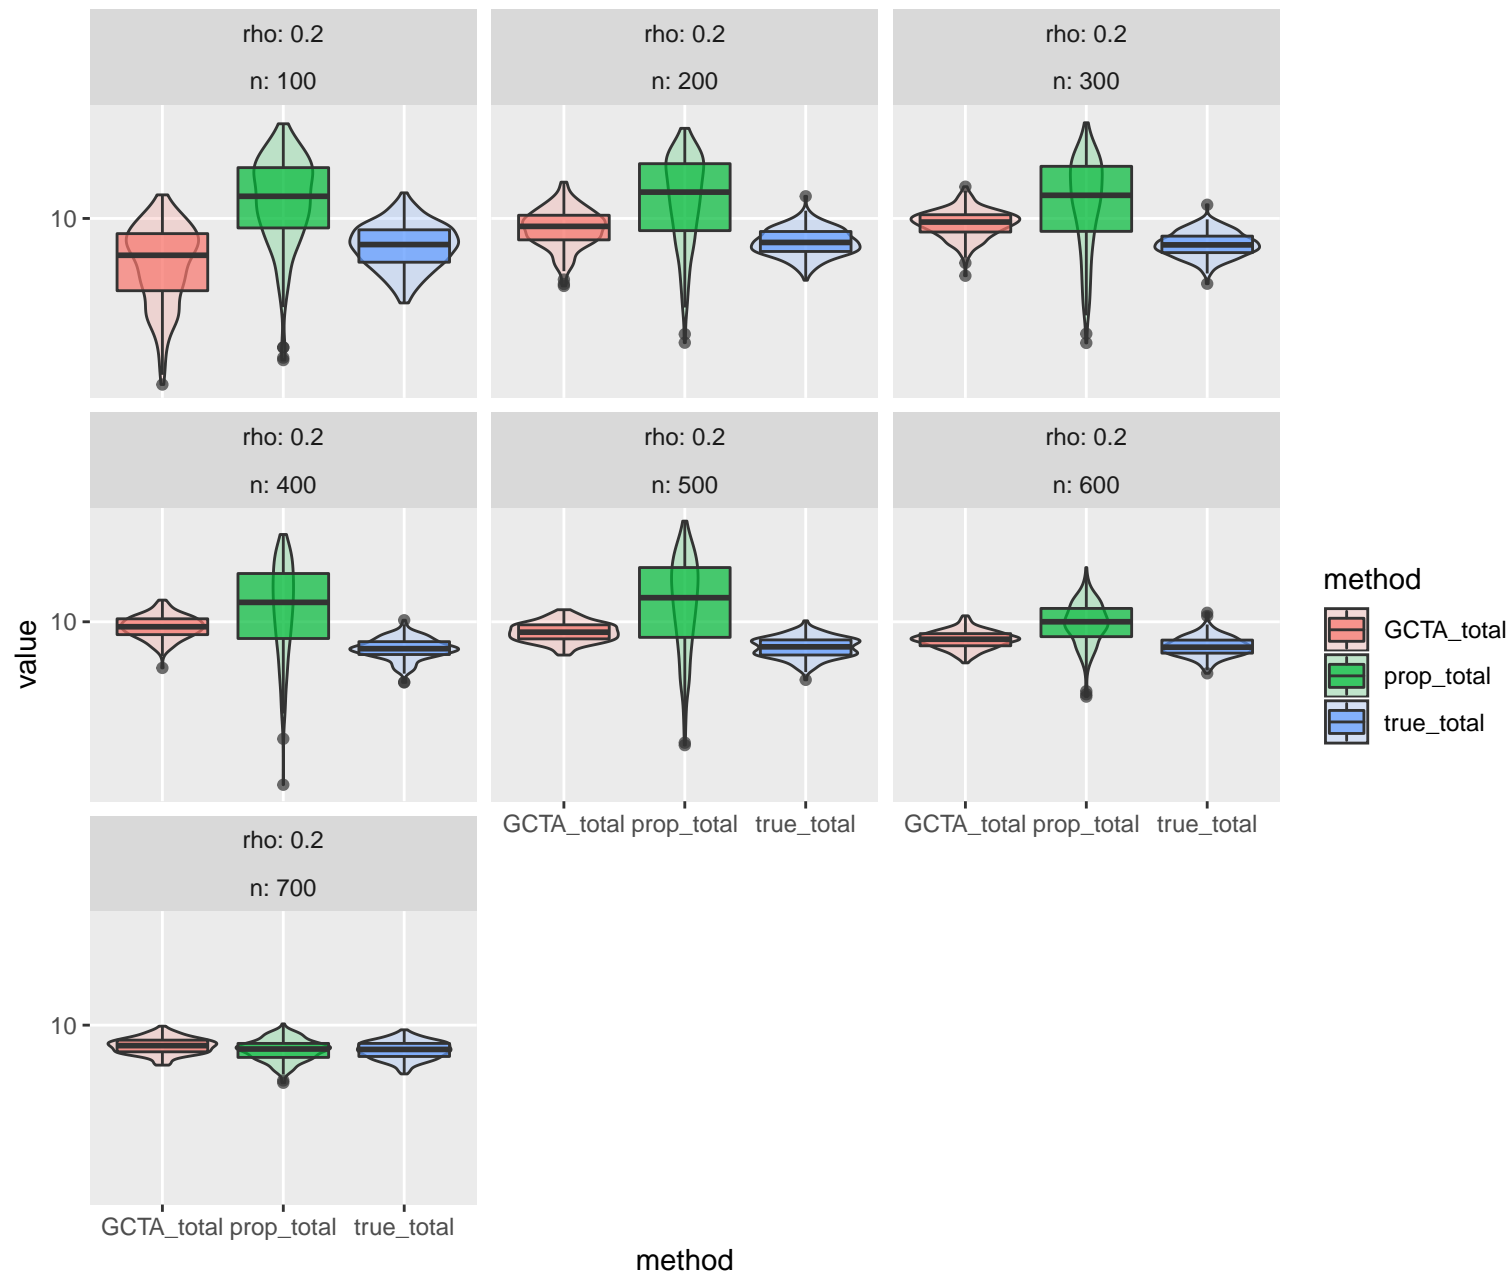 rho: 0.2
rho: 0.2
rho: 0.2
n: 100
n: 200
n: 300
10
rho: 0.2
rho: 0.2
rho: 0.2
n: 400
n: 500
n: 600
10
value
GCTA_total prop_total true_total
GCTA_total prop_total true_total
method
GCTA_total
prop_total
true_total
rho: 0.2
n: 700
10
GCTA_total prop_total true_total
method